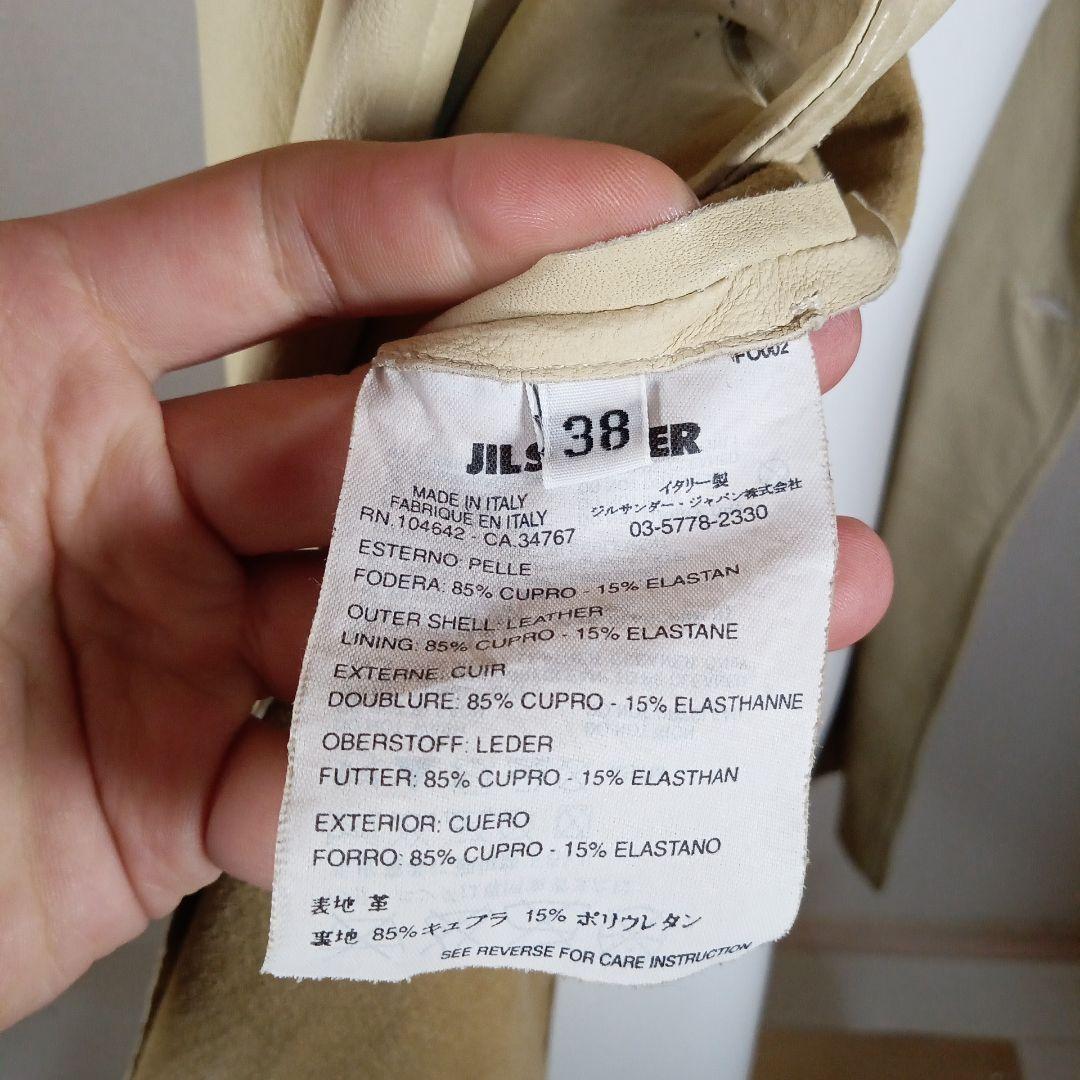 FO002
38
JIL S ER
MADE IN ITALY
FABRIQUE EN ITALY
RN.104642 - CA.34767
イタリー製
ジルサンダー・ジャパン株式会社
03-5778-2330
ESTERNO: PELLE
FODERA: 85% CUPRO - 15% ELASTAN
OUTER SHELL: LEATHER
LINING: 85% CUPRO - 15% ELASTANE
EXTERNE: CUIR
DOUBLURE: 85% CUPRO - 15% ELASTHANNE
OBERSTOFF: LEDER
FUTTER: 85% CUPRO - 15% ELASTHAN
EXTERIOR: CUERO
FORRO: 85% CUPRO - 15% ELASTANO
表地 革
裏地 85% キュプラ 15% ポリウレタン
SEE REVERSE FOR CARE INSTRUCTION